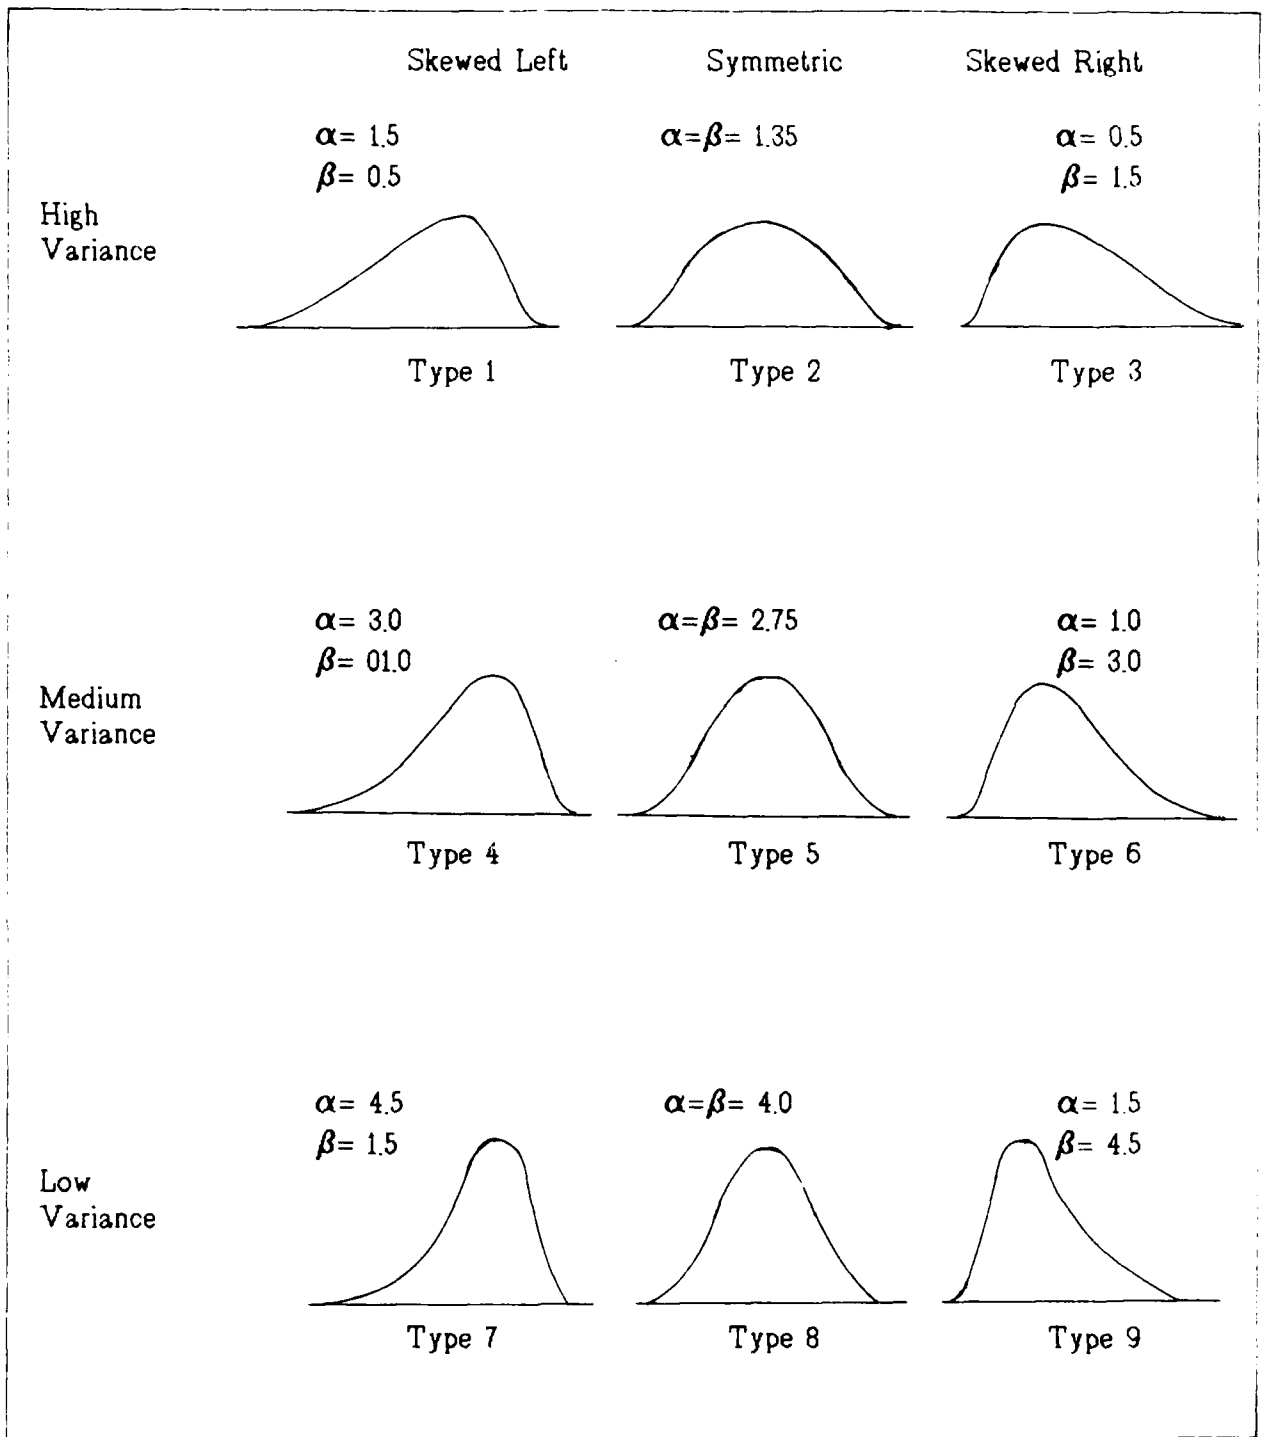 Skewed Left Symmetric Skewed Right
α= 1.5 α=β= 1.35 α= 0.5
β= 0.5 β= 1.5
High
Variance
Type 1 Type 2 Type 3
α= 3.0 α=β= 2.75 α= 1.0
β= 01.0 β= 3.0
Medium
Variance
Type 4 Type 5 Type 6
α= 4.5 α=β= 4.0 α= 1.5
β= 1.5 β= 4.5
Low
Variance
Type 7 Type 8 Type 9